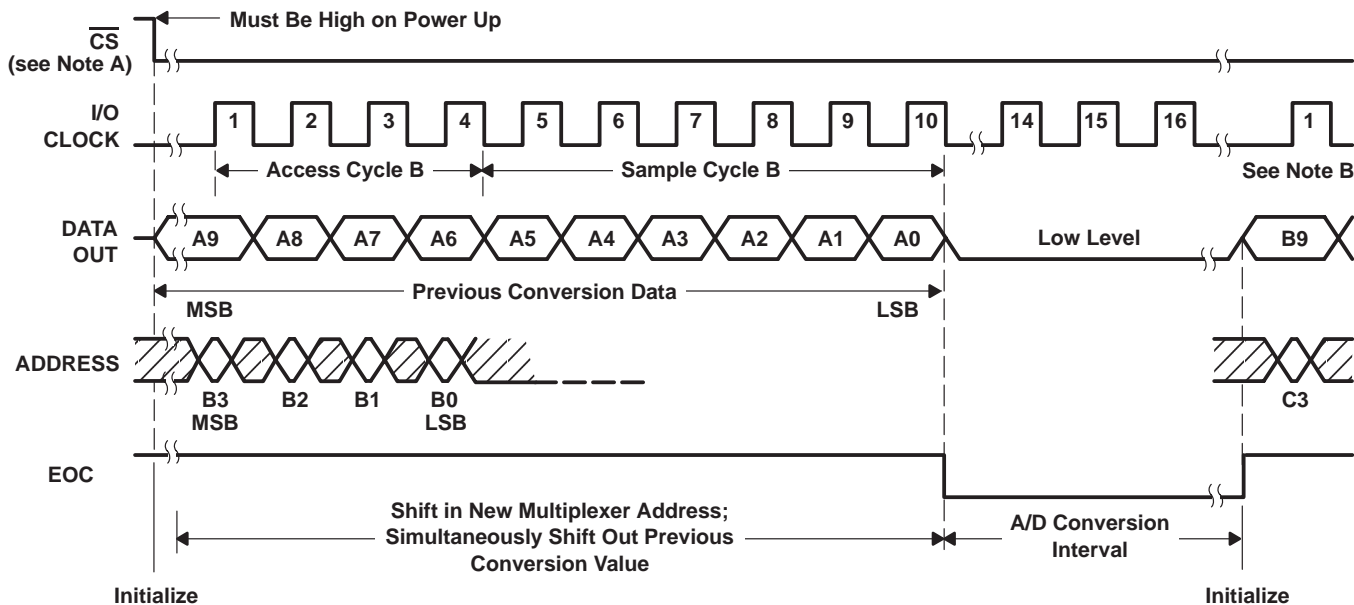 Must Be High on Power Up
CS
(see Note A)
I/O
CLOCK
1 2 3 4 5 6 7 8 9 10 14 15 16 1
Access Cycle B Sample Cycle B See Note B
DATA
OUT
A9 A8 A7 A6 A5 A4 A3 A2 A1 A0 Low Level B9
Previous Conversion Data
MSB LSB
ADDRESS
B3 B2 B1 B0 C3
MSB LSB
EOC
Shift in New Multiplexer Address;
Simultaneously Shift Out Previous
Conversion Value
A/D Conversion
Interval
Initialize Initialize